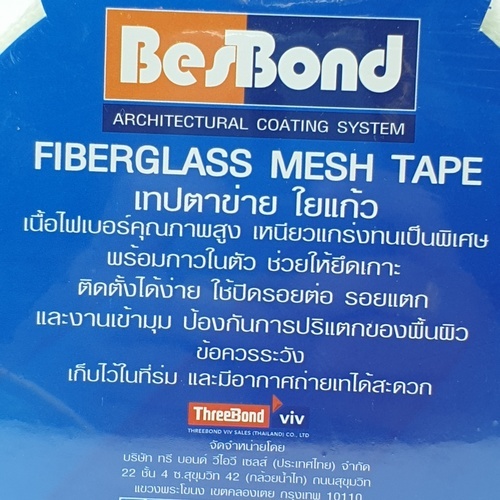 BesBond
ARCHITECTURAL COATING SYSTEM
FIBERGLASS MESH TAPE
เทปตาข่าย ใยแก้ว
เนื้อไฟเบอร์คุณภาพสูง เหนียวแกร่งทนเป็นพิเศษ
พร้อมกาวในตัว ช่วยให้ยึดเกาะ
ติดตั้งได้ง่าย ใช้ปิดรอยต่อ รอยแตก
และงานเข้ามุม ป้องกันการปริแตกของพื้นผิว
ข้อควรระวัง
เก็บไว้ในที่ร่ม และมีอากาศถ่ายเทได้สะดวก
ThreeBond viv
THREEBOND VIV SALES (THAILAND) CO., LTD
จัดจำหน่ายโดย
บริษัท ทรี บอนด์ วีไอวี เซลส์ (ประเทศไทย) จำกัด
22 ชั้น 4 ซ.สุขุมวิท 42 (กล้วยน้ำไท) ถนนสุขุมวิท
แขวงพระโขนง เขตคลองเตย กรุงเทพ 10110